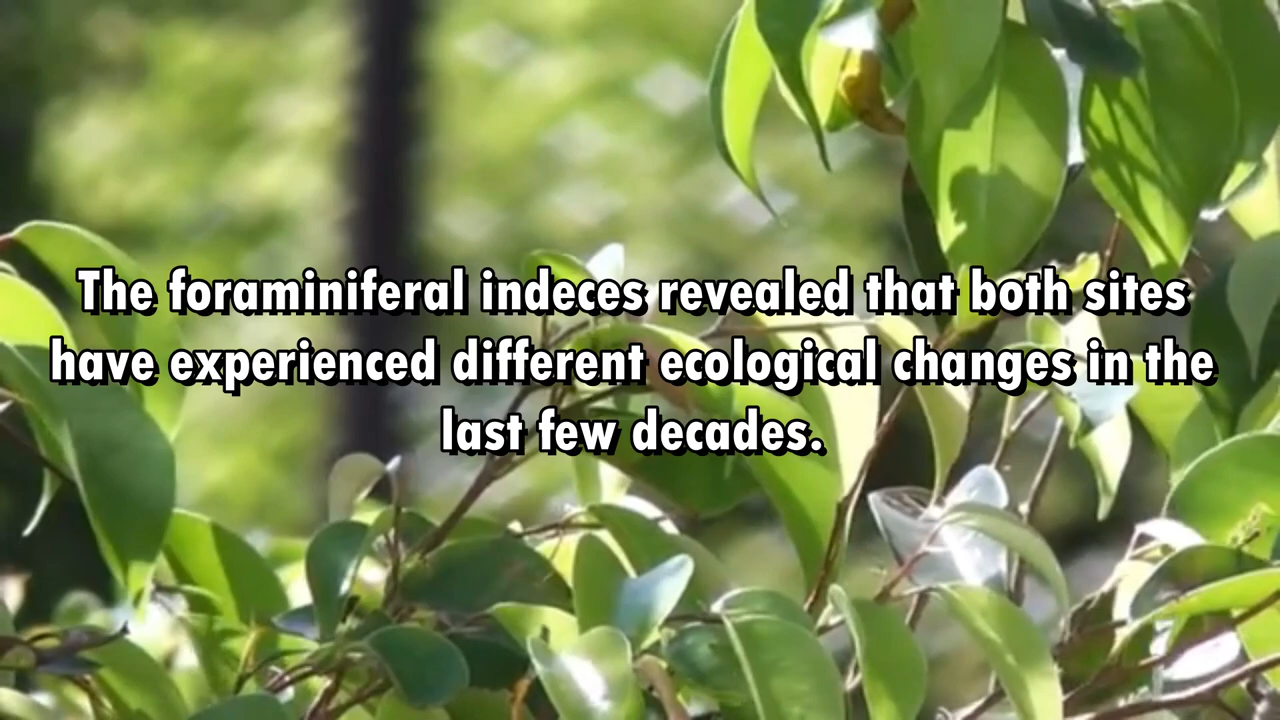 The foraminiferal indeces revealed that both sites
have experienced different ecological changes in the
last few decades.